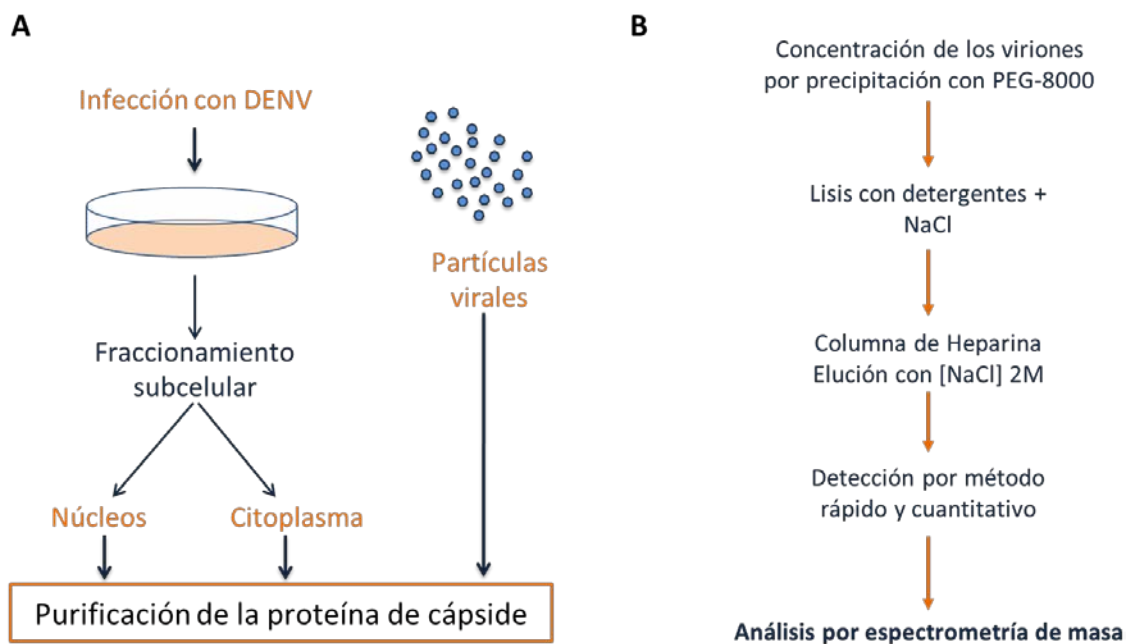 A
Infección con DENV
Partículas
virales
Fraccionamiento
subcelular
Núcleos
Citoplasma
Purificación de la proteína de cápside
B
Concentración de los viriones
por precipitación con PEG-8000
Lisis con detergentes +
NaCl
Columna de Heparina
Elución con [NaCl] 2M
Detección por método
rápido y cuantitativo
Análisis por espectrometría de masa